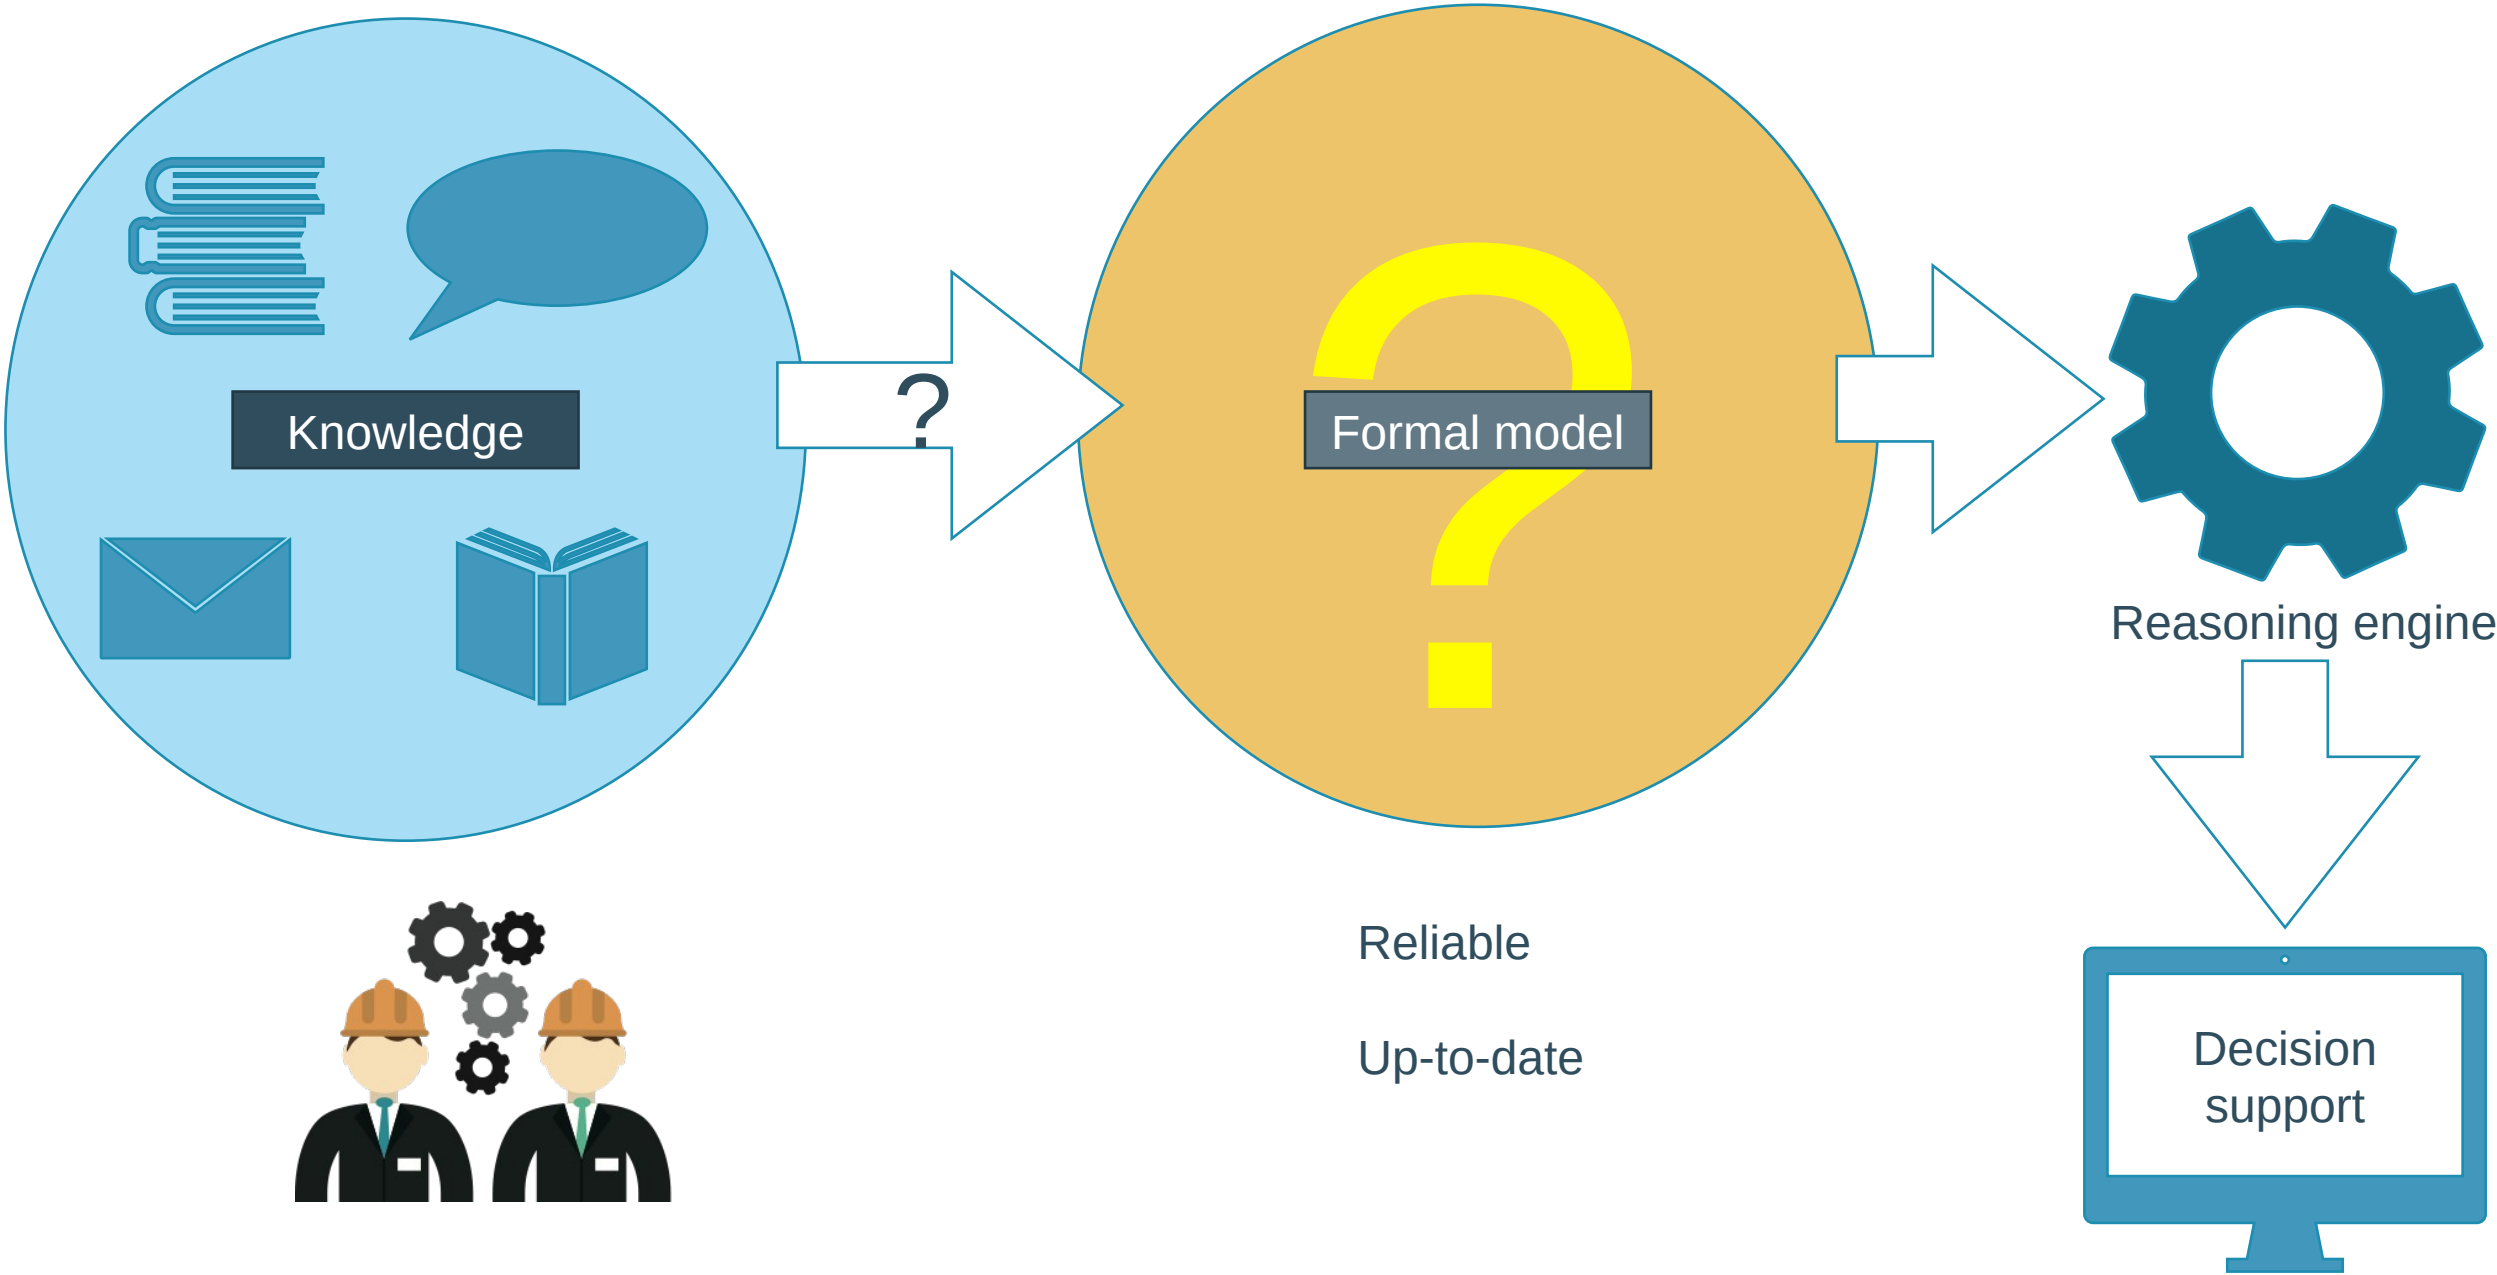 Knowledge
?
?
Formal model
Reasoning engine
Reliable
Up-to-date
Decision
support